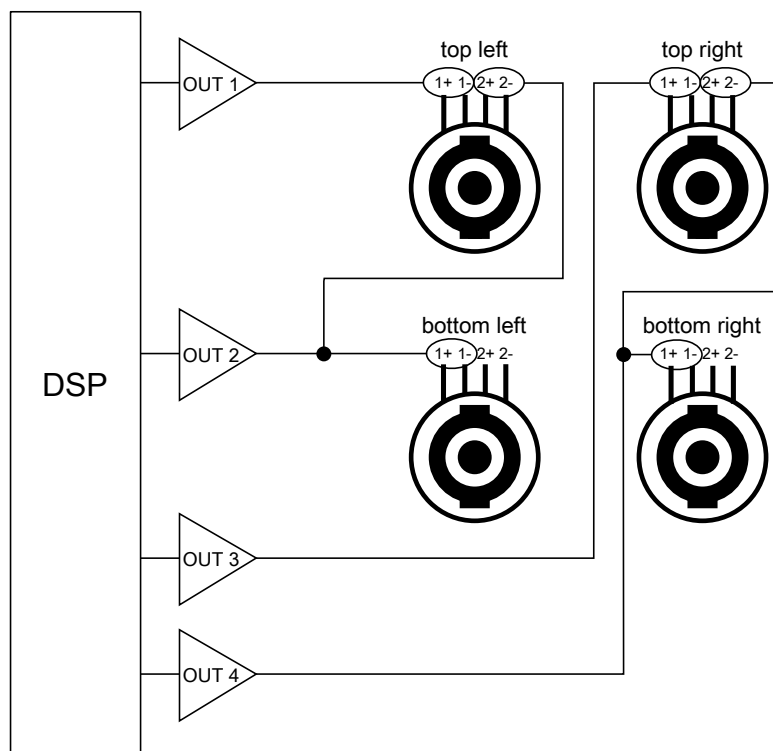 top left
top right
OUT 1
1+ 1- 2+ 2-
1+ 1- 2+ 2-
bottom left
bottom right
OUT 2
1+ 1- 2+ 2-
1+ 1- 2+ 2-
DSP
OUT 3
OUT 4